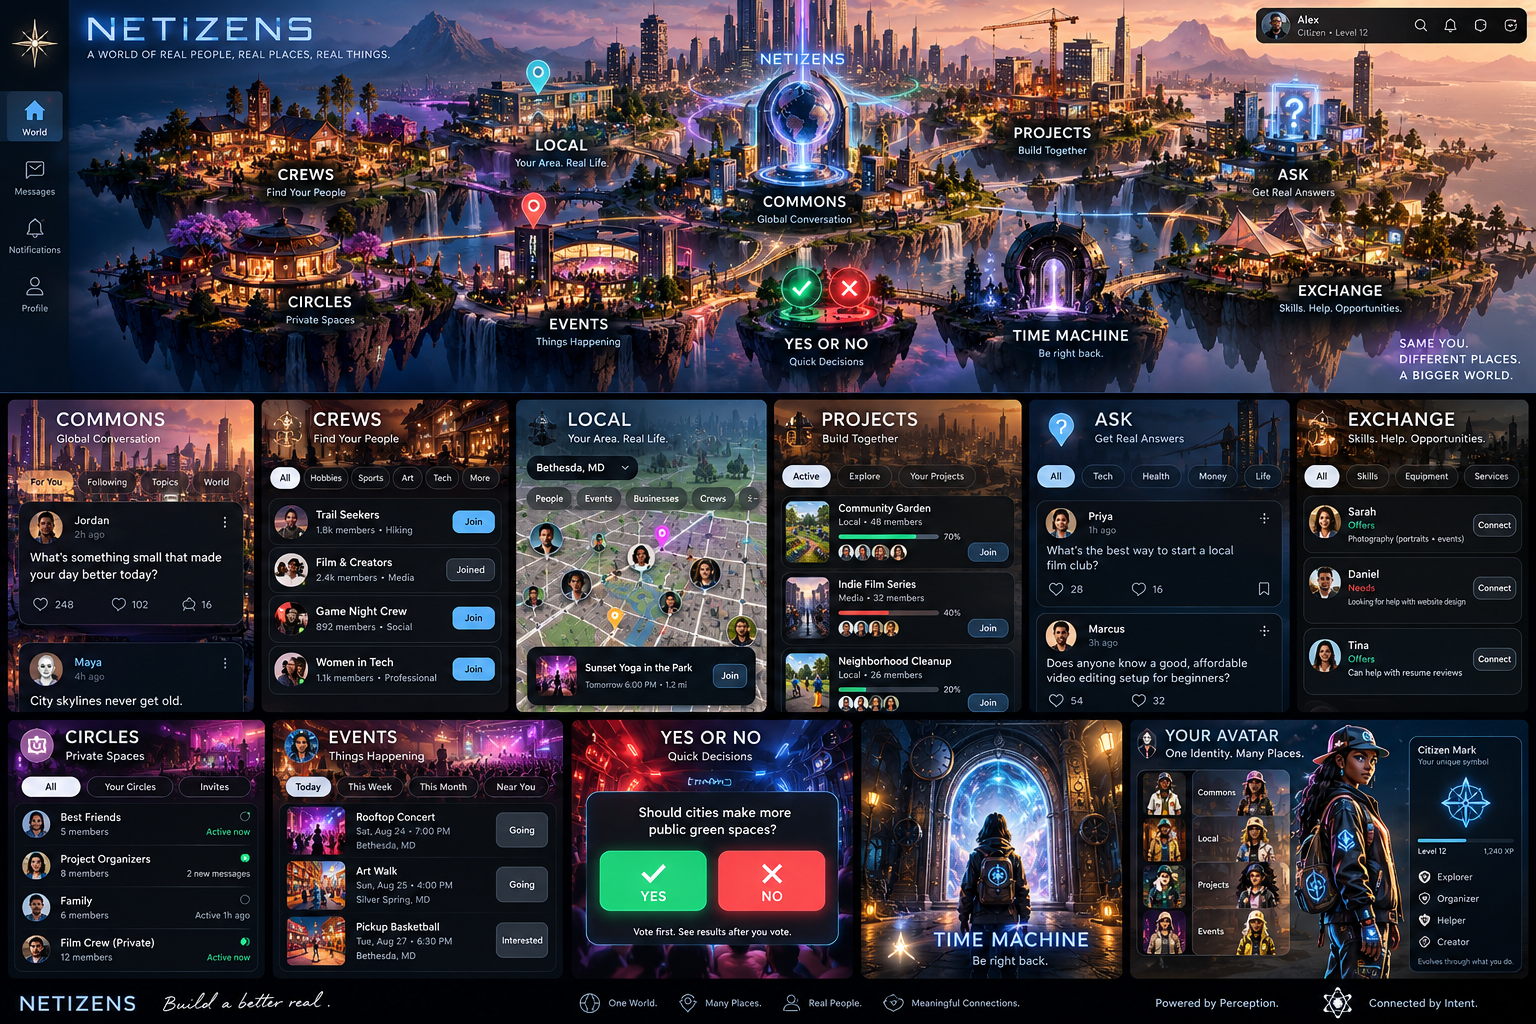 NETIZENS
A WORLD OF REAL PEOPLE, REAL PLACES, REAL THINGS.
Alex
Citizen • Level 12
World
Messages
Notifications
Profile
NETIZENS
CREWS
Find Your People
LOCAL
Your Area. Real Life.
COMMONS
Global Conversation
PROJECTS
Build Together
?
ASK
Get Real Answers
CIRCLES
Private Spaces
EVENTS
Things Happening
YES OR NO
Quick Decisions
TIME MACHINE
Be right back.
EXCHANGE
Skills. Help. Opportunities.
SAME YOU.
DIFFERENT PLACES.
A BIGGER WORLD.
COMMONS
Global Conversation
For You
Following
Topics
World
Jordan
2h ago
What's something small that made
your day better today?
248
102
16
Maya
4h ago
City skylines never get old.
CREWS
Find Your People
All
Hobbies
Sports
Art
Tech
More
Trail Seekers
1.8k members • Hiking
Join
Film & Creators
2.4k members • Media
Joined
Game Night Crew
892 members • Social
Join
Women in Tech
1.1k members • Professional
Join
LOCAL
Your Area. Real Life.
Bethesda, MD
People
Events
Businesses
Crews
Sunset Yoga in the Park
Tomorrow 6:00 PM • 1.2 mi
Join
PROJECTS
Build Together
Active
Explore
Your Projects
Community Garden
Local • 48 members
70%
Join
Indie Film Series
Media • 32 members
40%
Join
Neighborhood Cleanup
Local • 26 members
20%
Join
?
ASK
Get Real Answers
All
Tech
Health
Money
Life
Priya
1h ago
What's the best way to start a local
film club?
28
16
Marcus
3h ago
Does anyone know a good, affordable
video editing setup for beginners?
54
32
EXCHANGE
Skills. Help. Opportunities.
All
Skills
Equipment
Services
Sarah
Offers
Photography (portraits • events)
Connect
Daniel
Needs
Looking for help with website design
Connect
Tina
Offers
Can help with resume reviews
Connect
CIRCLES
Private Spaces
All
Your Circles
Invites
Best Friends
5 members
Active now
Project Organizers
8 members
2 new messages
Family
6 members
Active 1h ago
Film Crew (Private)
12 members
Active now
EVENTS
Things Happening
Today
This Week
This Month
Near You
Rooftop Concert
Sat, Aug 24 • 7:00 PM
Bethesda, MD
Going
Art Walk
Sun, Aug 25 • 4:00 PM
Silver Spring, MD
Going
Pickup Basketball
Tue, Aug 27 • 6:30 PM
Bethesda, MD
Interested
YES OR NO
Quick Decisions
Should cities make more
public green spaces?
YES
NO
Vote first. See results after you vote.
TIME MACHINE
Be right back.
YOUR AVATAR
One Identity. Many Places.
Commons
Local
Projects
Events
Citizen Mark
Your unique symbol
Level 12
1,240 XP
Explorer
Organizer
Helper
Creator
Evolves through what you do.
NETIZENS
Build a better real.
One World.
Many Places.
Real People.
Meaningful Connections.
Powered by Perception.
Connected by Intent.